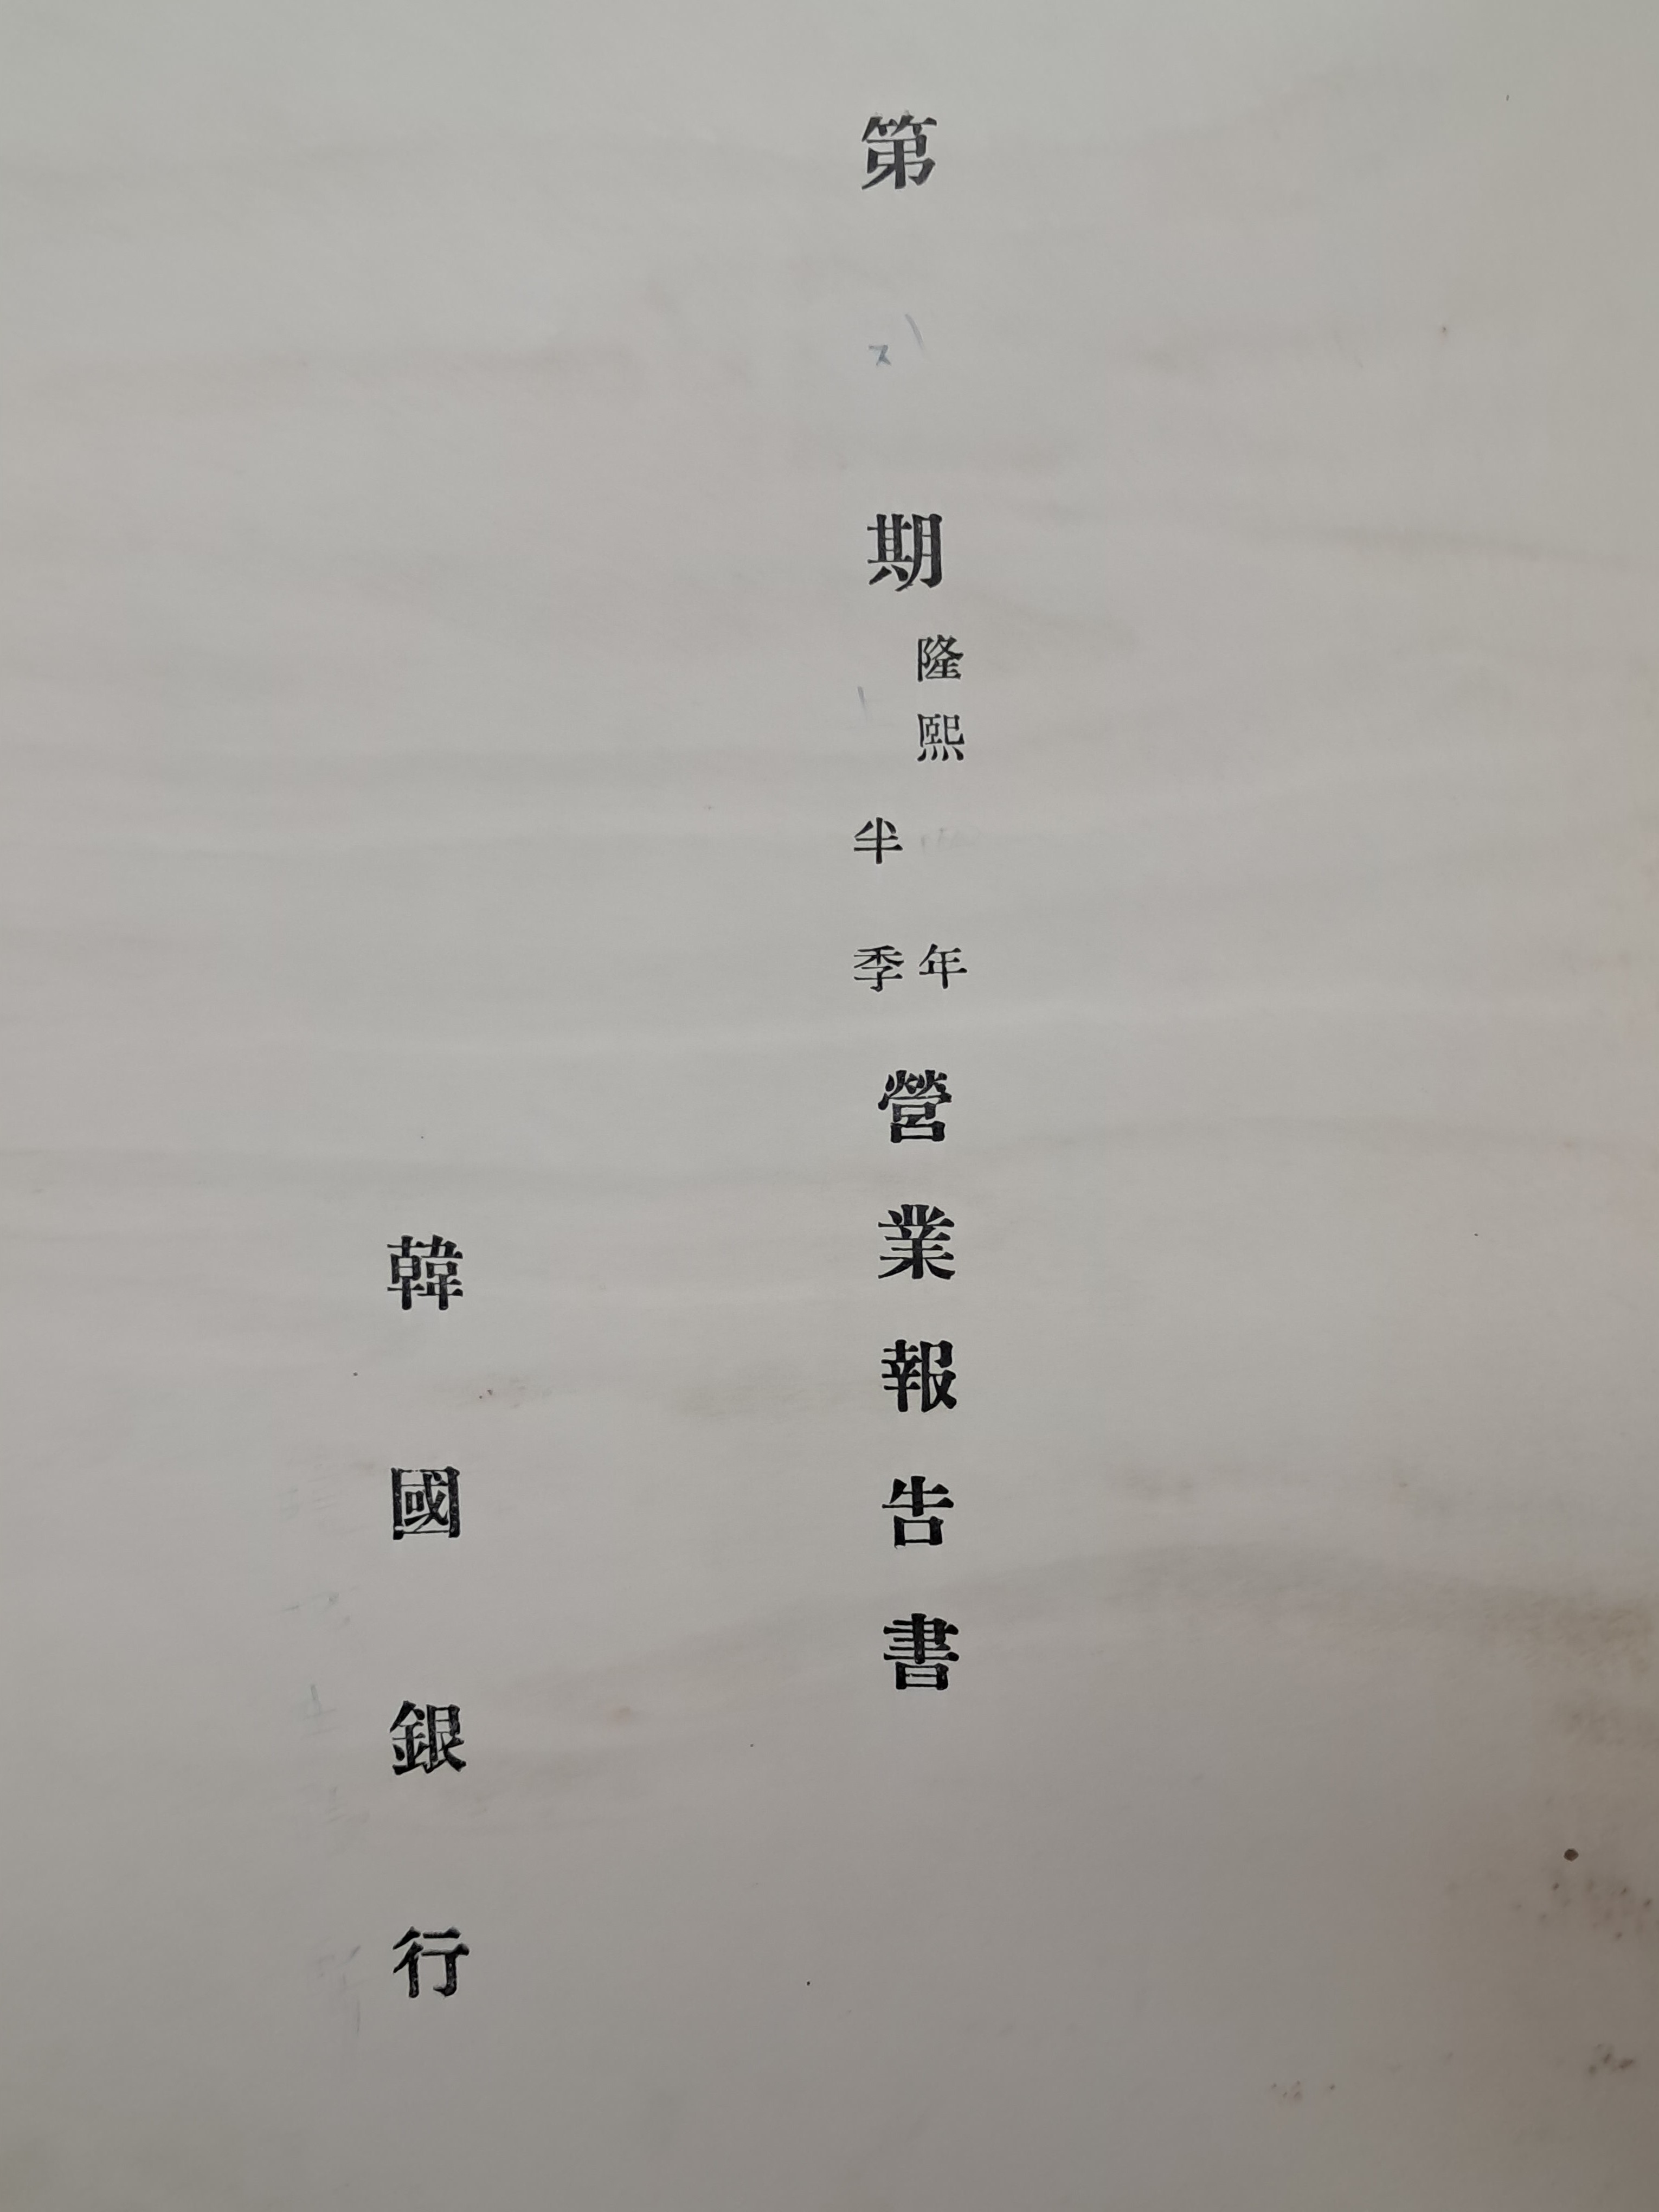 第 期 營業報告書
隆熙 年
半季
韓國銀行